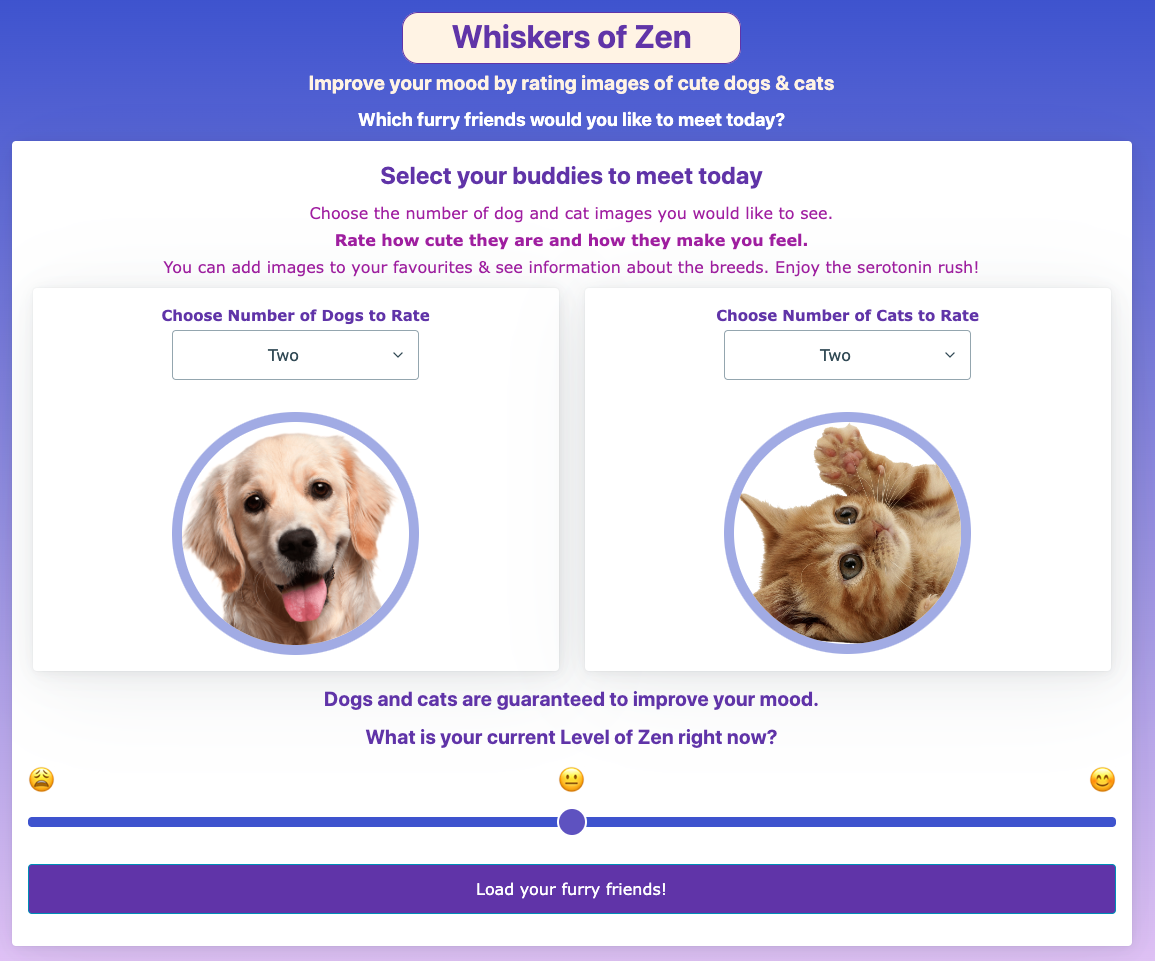 Whiskers of Zen
Improve your mood by rating images of cute dogs & cats
Which furry friends would you like to meet today?
Select your buddies to meet today
Choose the number of dog and cat images you would like to see.
Rate how cute they are and how they make you feel.
You can add images to your favourites & see information about the breeds. Enjoy the serotonin rush!
Choose Number of Dogs to Rate
Two
Choose Number of Cats to Rate
Two
Dogs and cats are guaranteed to improve your mood.
What is your current Level of Zen right now?
Load your furry friends!